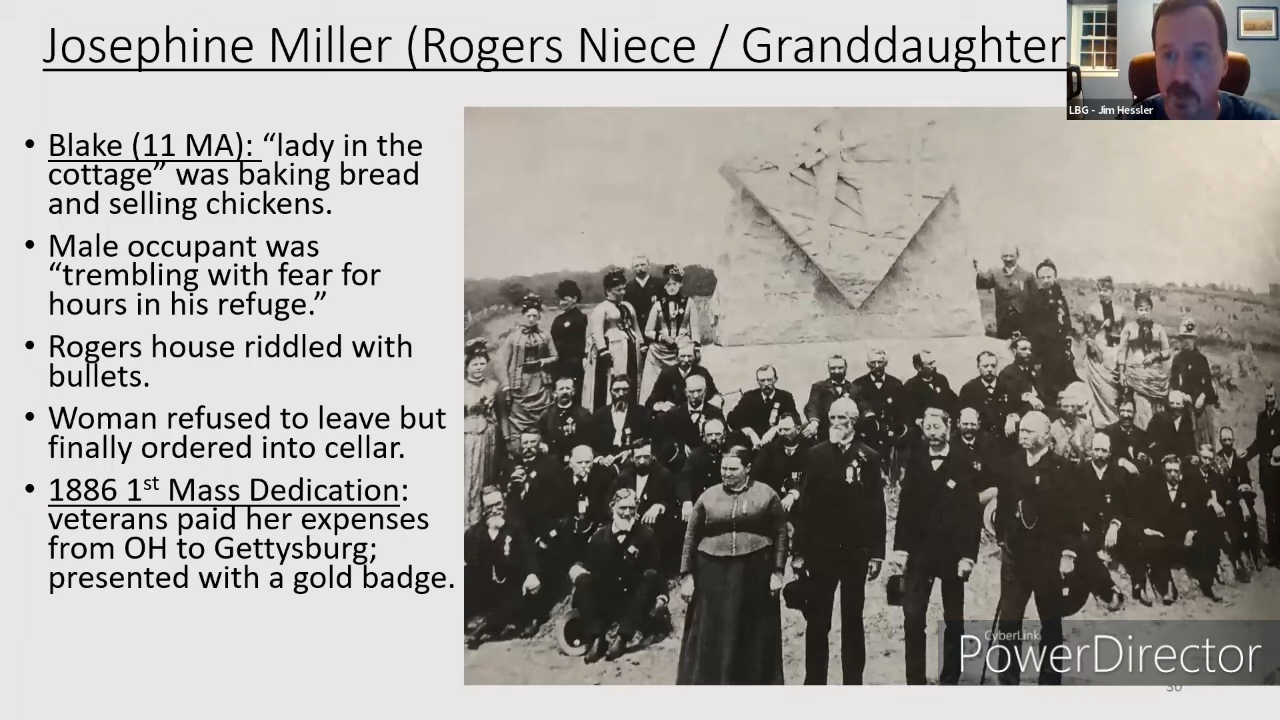 Josephine Miller (Rogers Niece / Granddaughter
LBG - Jim Hessler
• Blake (11 MA): “lady in the
cottage” was baking bread
and selling chickens.
• Male occupant was
“trembling with fear for
hours in his refuge.”
• Rogers house riddled with
bullets.
• Woman refused to leave but
finally ordered into cellar.
• 1886 1st Mass Dedication:
veterans paid her expenses
from OH to Gettysburg;
presented with a gold badge.
CyberLink
PowerDirector
30